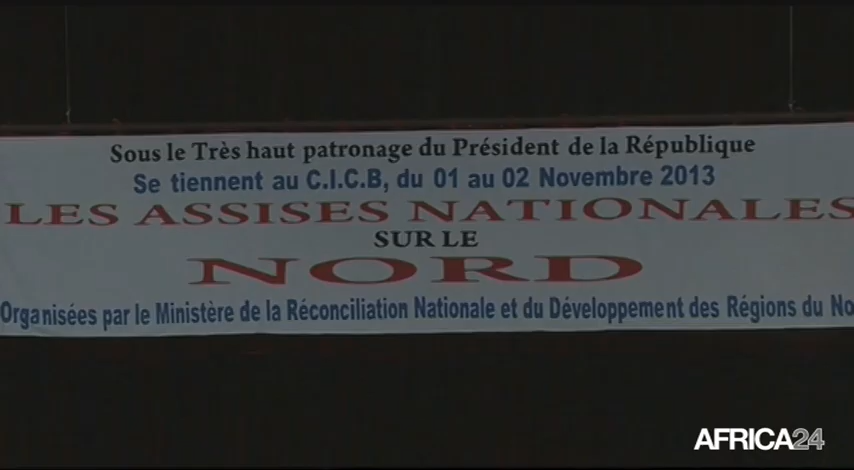 Sous le Très haut patronage du Président de la République
Se tiennent au C.I.C.B, du 01 au 02 Novembre 2013
LES ASSISES NATIONALES
SUR LE
NORD
Organisées par le Ministère de la Réconciliation Nationale et du Développement des Régions du No
AFRICA24